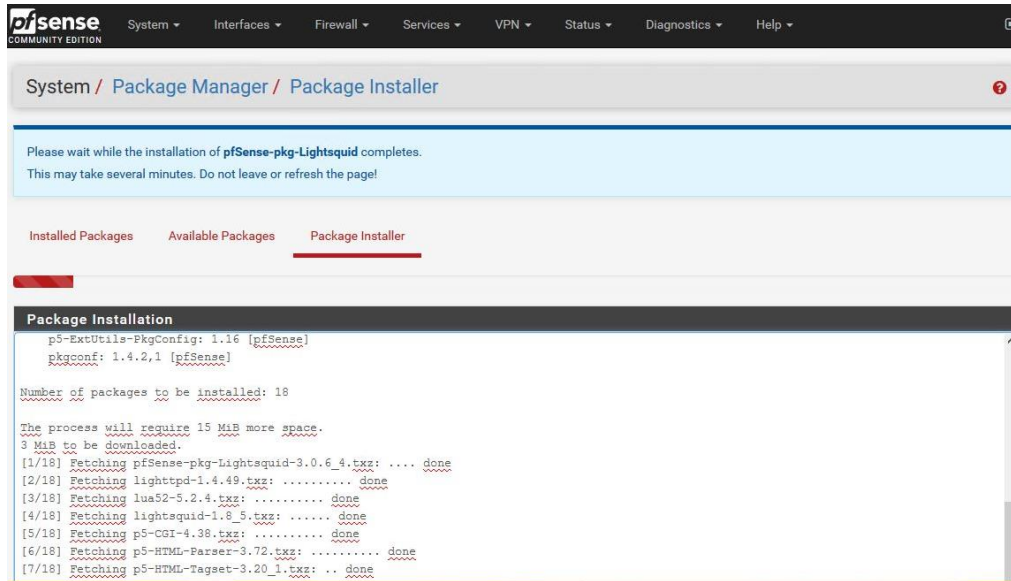 pfsense
COMMUNITY EDITION
System Interfaces Firewall Services VPN Status Diagnostics Help
System / Package Manager / Package Installer
Please wait while the installation of pfSense-pkg-Lightsquid completes.
This may take several minutes. Do not leave or refresh the page!
Installed Packages Available Packages Package Installer
Package Installation
p5-ExtUtils-PkgConfig: 1.16 [pfSense]
pkgconf: 1.4.2,1 [pfSense]
Number of packages to be installed: 18
The process will require 15 MiB more space.
3 MiB to be downloaded.
[1/18] Fetching pfSense-pkg-Lightsquid-3.0.6_4.txz: .... done
[2/18] Fetching lighttpd-1.4.49.txz: .......... done
[3/18] Fetching lua52-5.2.4.txz: .......... done
[4/18] Fetching lightsquid-1.8_5.txz: ...... done
[5/18] Fetching p5-CGI-4.38.txz: .......... done
[6/18] Fetching p5-HTML-Parser-3.72.txz: .......... done
[7/18] Fetching p5-HTML-Tagset-3.20_1.txz: .. done